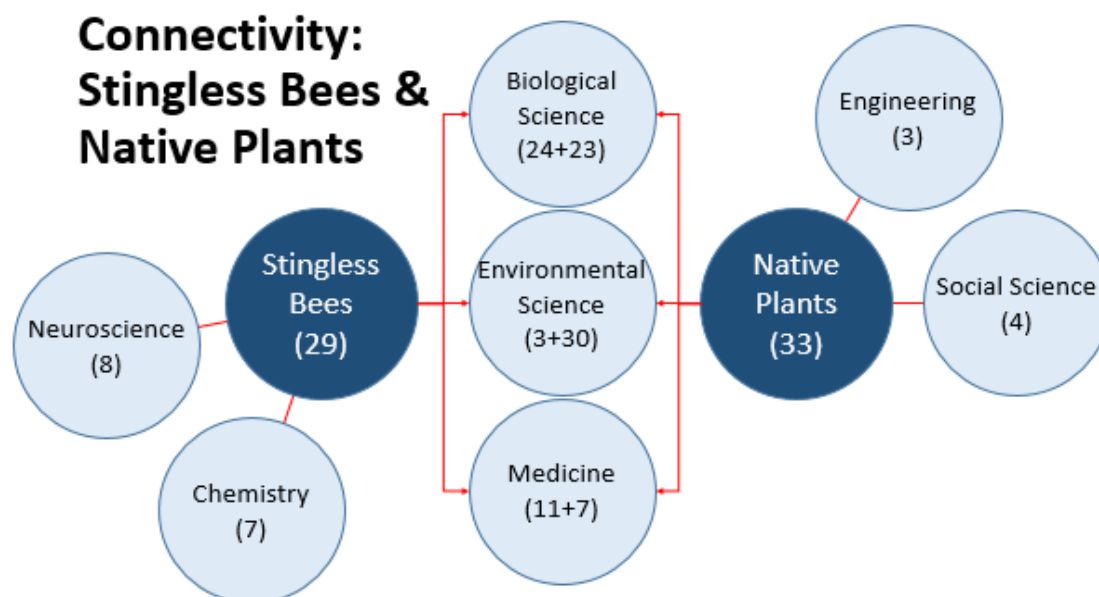 Connectivity:
Stingless Bees &
Native Plants
Biological
Science
(24+23)
Engineering
(3)
Stingless
Bees
(29)
Environmental
Science
(3+30)
Native
Plants
(33)
Social Science
(4)
Neuroscience
(8)
Chemistry
(7)
Medicine
(11+7)